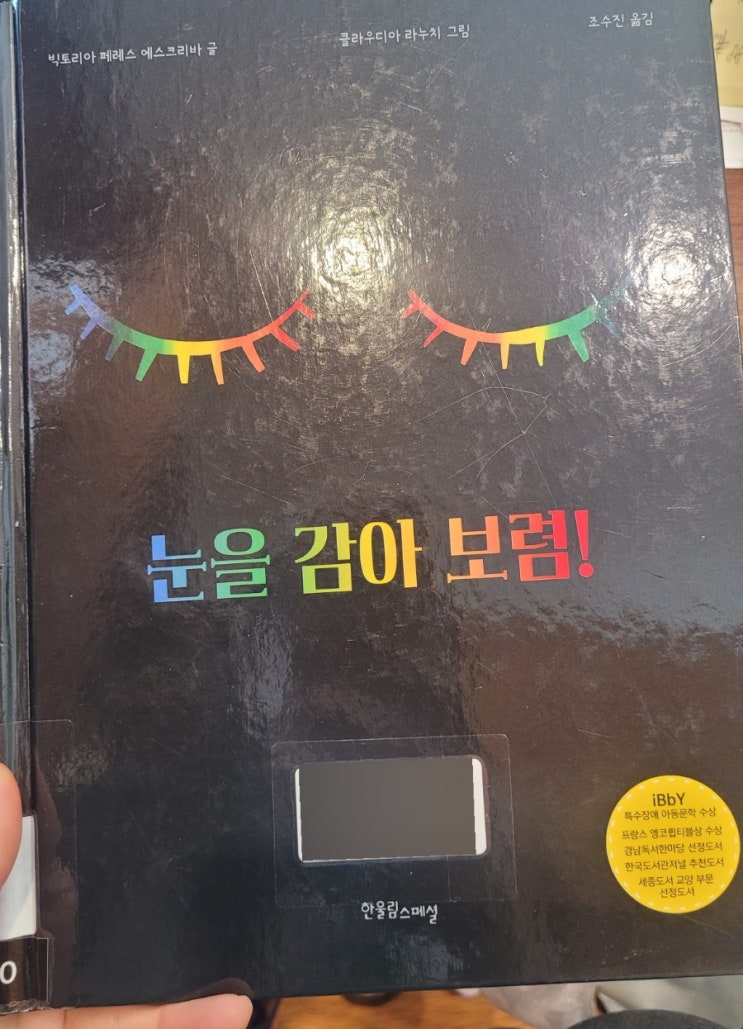 빅토리아 페레스 에스크리바 글
클라우디아 라누치 그림
조수진 옮김
눈을 감아 보렴!
iBbY
특수장애 아동문학 수상
프랑스 앵코륍티블상 수상
경남독서한마당 선정도서
한국도서관저널 추천도서
세종도서 교양 부문
선정도서
한울림스페셜
0